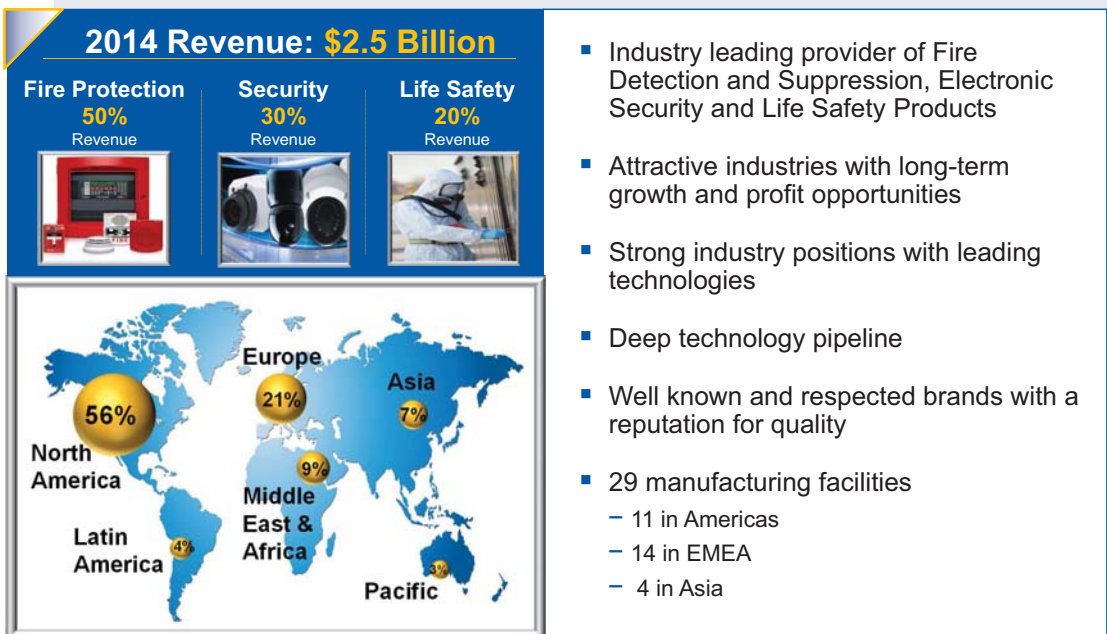 2014 Revenue: $2.5 Billion
Fire Protection
50%
Revenue
Security
30%
Revenue
Life Safety
20%
Revenue
FIRE
56%
North
America
Europe
21%
Asia
7%
9%
Middle
East &
Africa
Latin
America
4%
Pacific
3%
▪ Industry leading provider of Fire
Detection and Suppression, Electronic
Security and Life Safety Products
▪ Attractive industries with long-term
growth and profit opportunities
▪ Strong industry positions with leading
technologies
▪ Deep technology pipeline
▪ Well known and respected brands with a
reputation for quality
▪ 29 manufacturing facilities
– 11 in Americas
– 14 in EMEA
– 4 in Asia